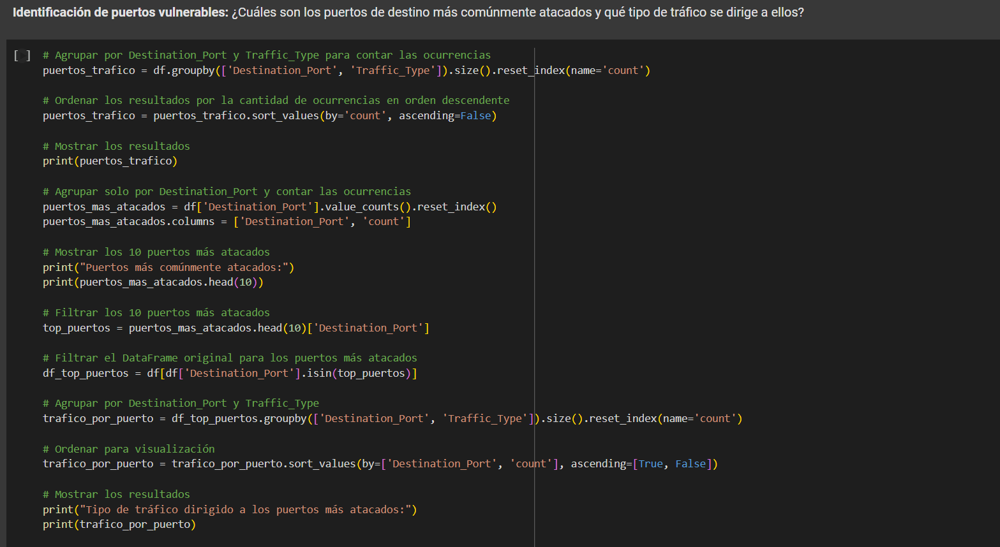 Identificación de puertos vulnerables: ¿Cuáles son los puertos de destino más comúnmente atacados y qué tipo de tráfico se dirige a ellos?
[ ] # Agrupar por Destination_Port y Traffic_Type para contar las ocurrencias
puertos_trafico = df.groupby(['Destination_Port', 'Traffic_Type']).size().reset_index(name='count')
# Ordenar los resultados por la cantidad de ocurrencias en orden descendente
puertos_trafico = puertos_trafico.sort_values(by='count', ascending=False)
# Mostrar los resultados
print(puertos_trafico)
# Agrupar solo por Destination_Port y contar las ocurrencias
puertos_mas_atacados = df['Destination_Port'].value_counts().reset_index()
puertos_mas_atacados.columns = ['Destination_Port', 'count']
# Mostrar los 10 puertos más atacados
print("Puertos más comúnmente atacados:")
print(puertos_mas_atacados.head(10))
# Filtrar los 10 puertos más atacados
top_puertos = puertos_mas_atacados.head(10)['Destination_Port']
# Filtrar el DataFrame original para los puertos más atacados
df_top_puertos = df[df['Destination_Port'].isin(top_puertos)]
# Agrupar por Destination_Port y Traffic_Type
trafico_por_puerto = df_top_puertos.groupby(['Destination_Port', 'Traffic_Type']).size().reset_index(name='count')
# Ordenar para visualización
trafico_por_puerto = trafico_por_puerto.sort_values(by=['Destination_Port', 'count'], ascending=[True, False])
# Mostrar los resultados
print("Tipo de tráfico dirigido a los puertos más atacados:")
print(trafico_por_puerto)